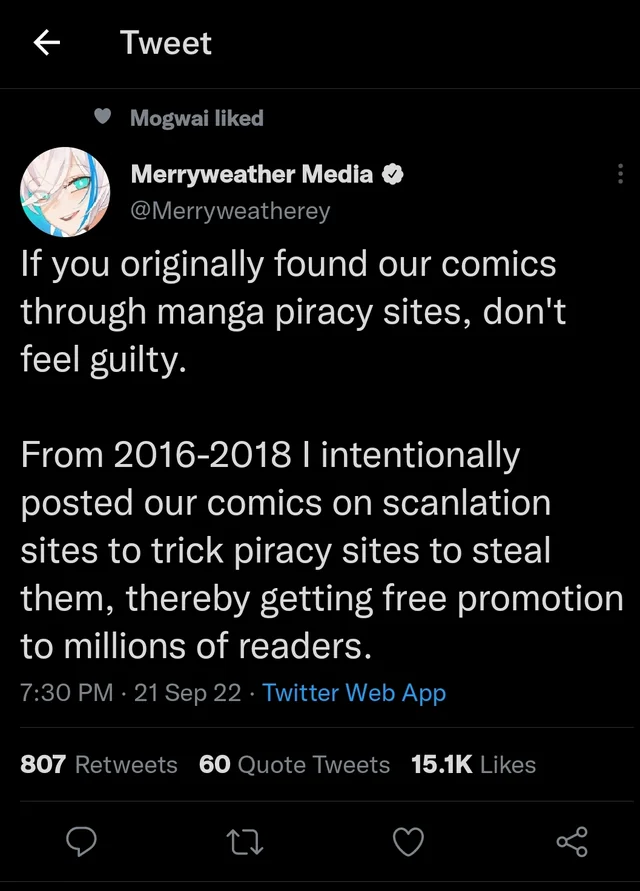 Tweet
Mogwai liked
Merryweather Media
@Merryweatherey
If you originally found our comics
through manga piracy sites, don't
feel guilty.
From 2016-2018 I intentionally
posted our comics on scanlation
sites to trick piracy sites to steal
them, thereby getting free promotion
to millions of readers.
7:30 PM · 21 Sep 22 · Twitter Web App
807 Retweets 60 Quote Tweets 15.1K Likes